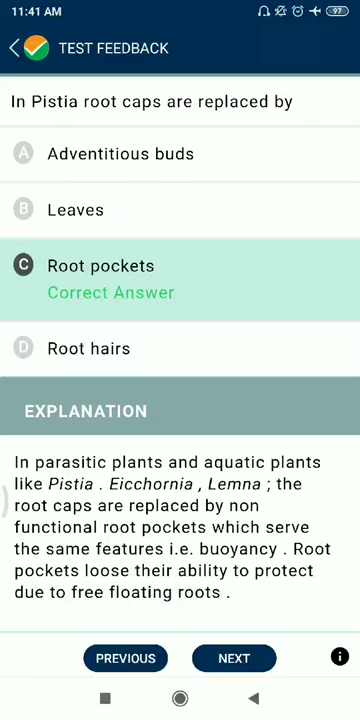 11:41 AM
97
TEST FEEDBACK
In Pistia root caps are replaced by
A Adventitious buds
B Leaves
C Root pockets
Correct Answer
D Root hairs
EXPLANATION
In parasitic plants and aquatic plants
like Pistia . Eicchornia , Lemna ; the
root caps are replaced by non
functional root pockets which serve
the same features i.e. buoyancy . Root
pockets loose their ability to protect
due to free floating roots .
PREVIOUS
NEXT